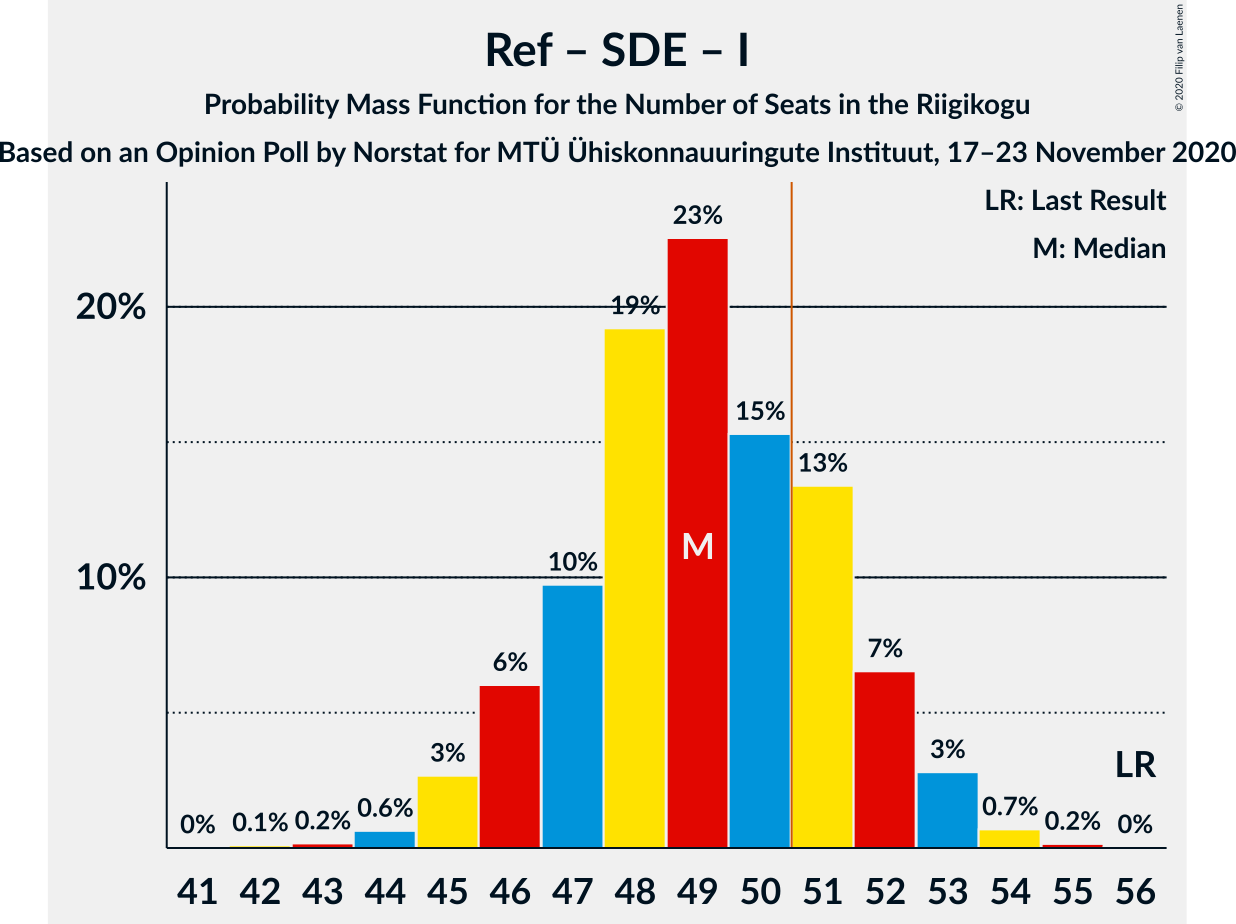 Ref – SDE – I
Probability Mass Function for the Number of Seats in the Riigikogu
Based on an Opinion Poll by Norstat for MTÜ Ühiskonnauuringute Instituut, 17–23 November 2020
© 2020 Filip van Laenen
LR: Last Result
M: Median
20%
10%
0%
0.1%
0.2%
0.6%
3%
6%
10%
19%
23%
M
15%
13%
7%
3%
0.7%
0.2%
LR
0%
41 42 43 44 45 46 47 48 49 50 51 52 53 54 55 56